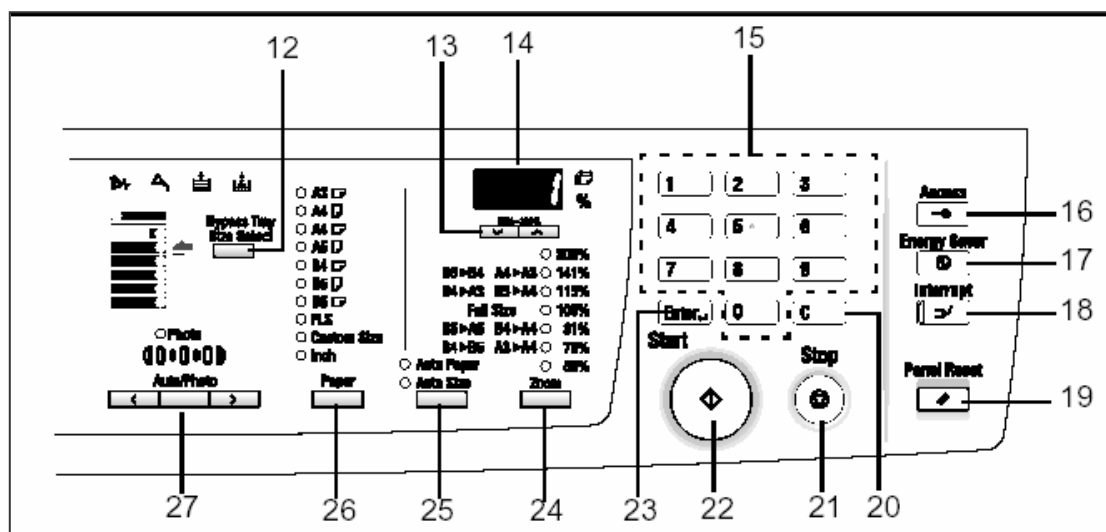 12
13
14
15
Bypass Tray
Size Select
A3
A4
A4
A5
B4
B5
B5
FLS
Custom Size
Inch
1
%
B5▶B4 A4▶A3 141%
B4▶A3 B5▶A4 115%
Full Size 100%
B5▶A5 B4▶A4 81%
B4▶B5 A3▶A4
Auto Paper
Auto Size
Photo
Auto/Photo
< >
Paper
Zoom
1 2 3
4 5 6
7 8 9
Enter 0 C
Start
Stop
Access
16
Energy Saver
17
Interrupt
18
Panel Reset
19
27
26
25
24
23
22
21
20